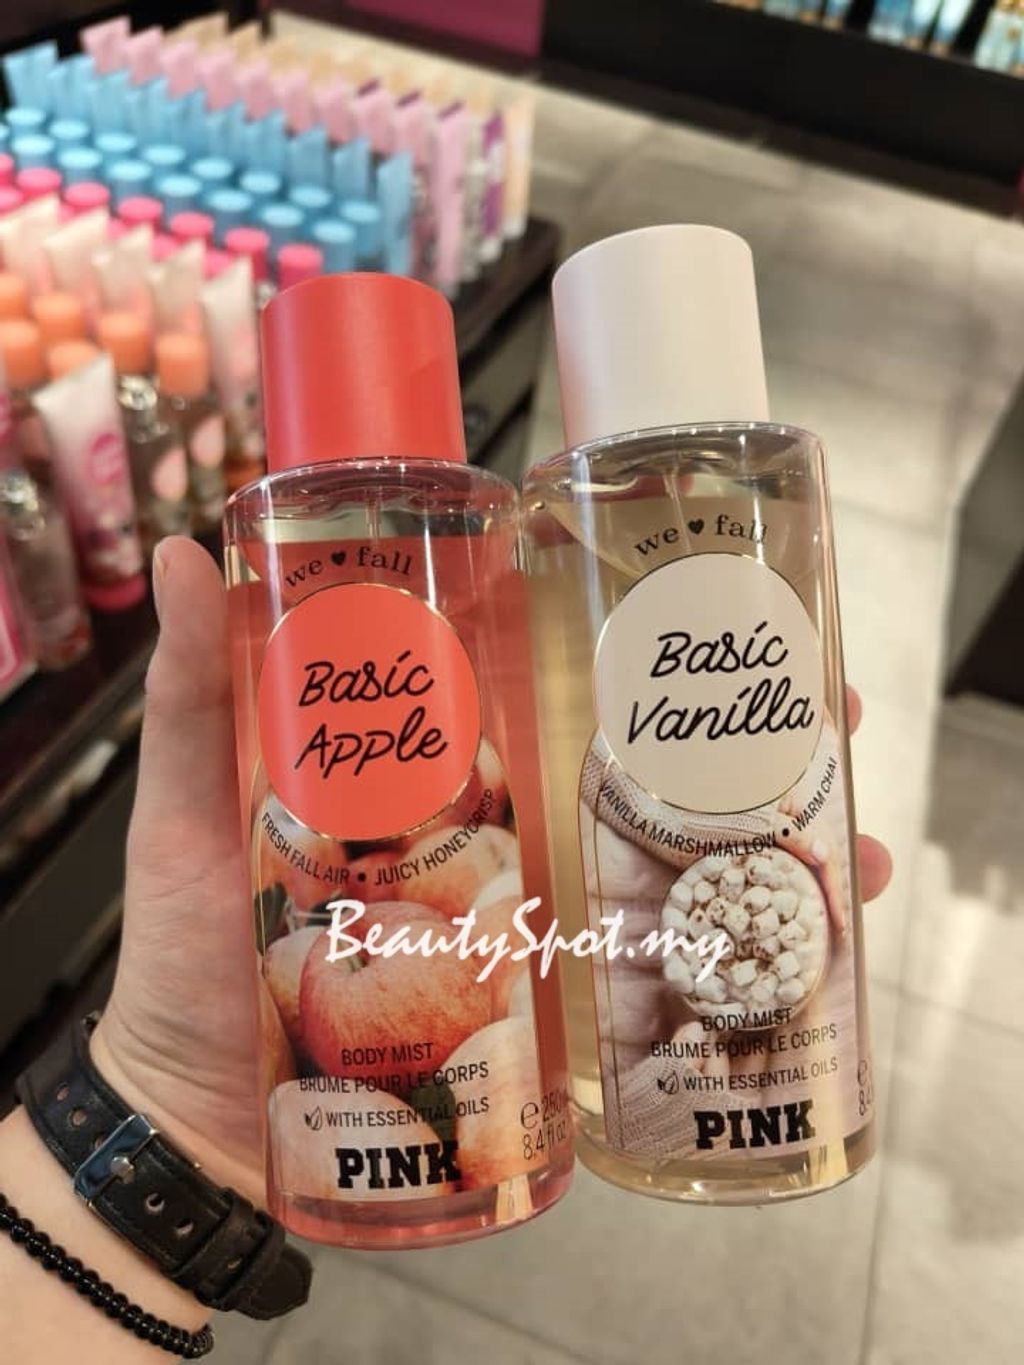 we ♥ fall
Basic
Apple
FRESH FALL AIR • JUICY HONEYCRISP
BODY MIST
BRUME POUR LE CORPS
WITH ESSENTIAL OILS
PINK
℮ 250
8.4 fl oz
we ♥ fall
Basic
Vanilla
VANILLA MARSHMALLOW • WARM CHAI
BODY MIST
BRUME POUR LE CORPS
WITH ESSENTIAL OILS
PINK
℮
BeautySpot.my